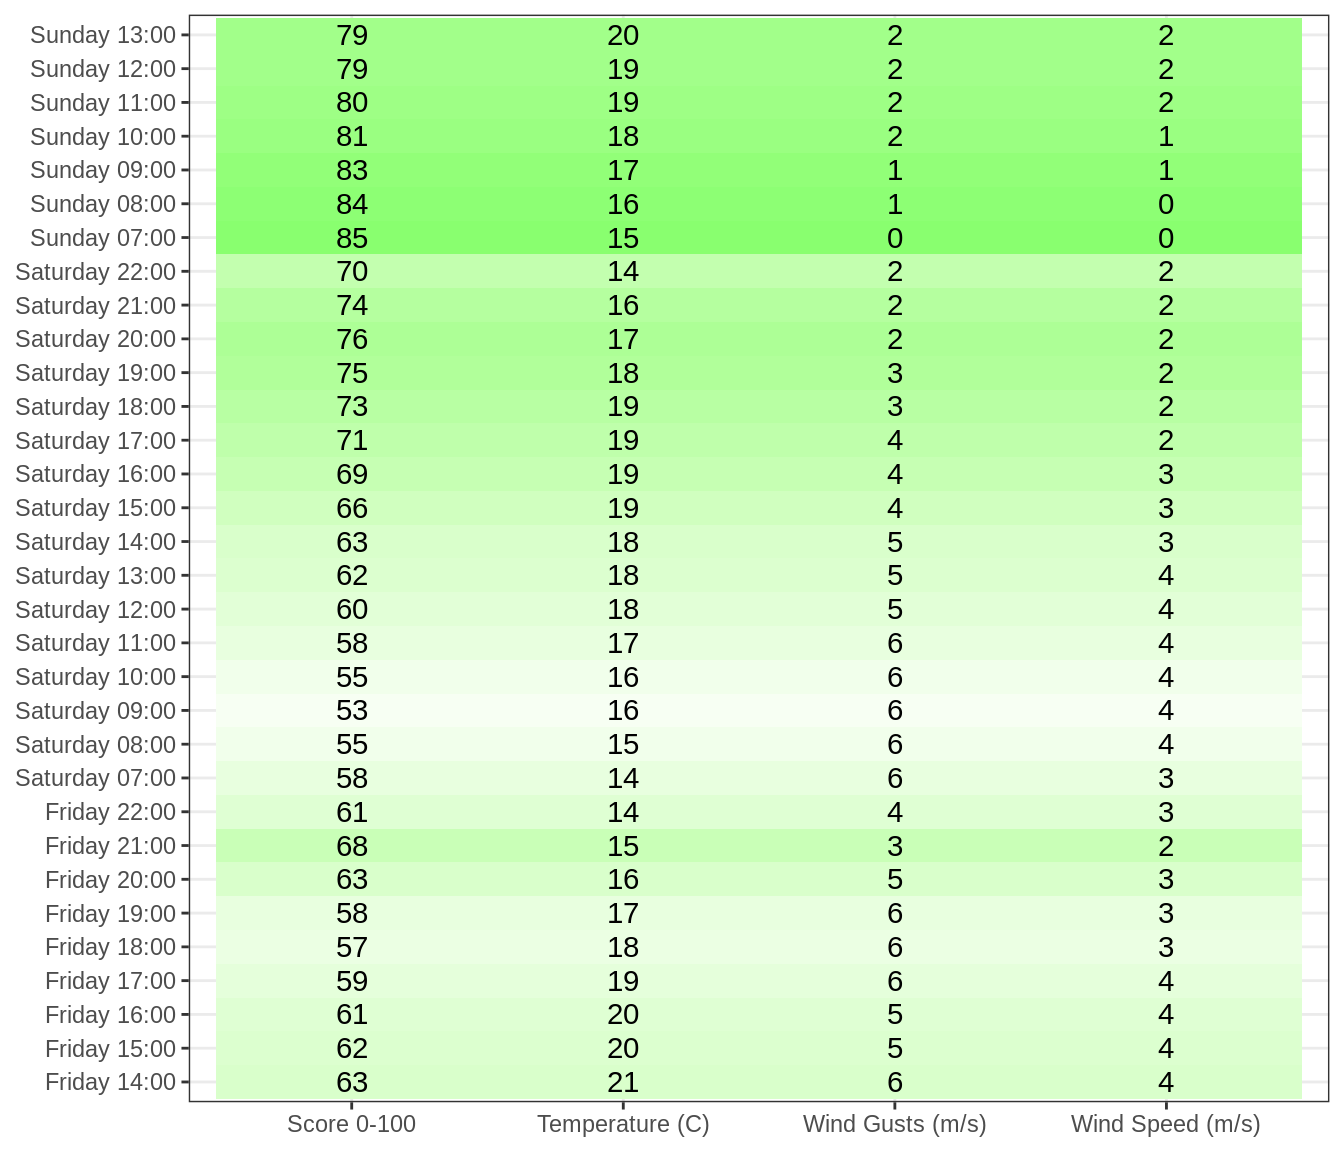 Sunday 13:00 79 20 2 2
Sunday 12:00 79 19 2 2
Sunday 11:00 80 19 2 2
Sunday 10:00 81 18 2 1
Sunday 09:00 83 17 1 1
Sunday 08:00 84 16 1 0
Sunday 07:00 85 15 0 0
Saturday 22:00 70 14 2 2
Saturday 21:00 74 16 2 2
Saturday 20:00 76 17 2 2
Saturday 19:00 75 18 3 2
Saturday 18:00 73 19 3 2
Saturday 17:00 71 19 4 2
Saturday 16:00 69 19 4 3
Saturday 15:00 66 19 4 3
Saturday 14:00 63 18 5 3
Saturday 13:00 62 18 5 4
Saturday 12:00 60 18 5 4
Saturday 11:00 58 17 6 4
Saturday 10:00 55 16 6 4
Saturday 09:00 53 16 6 4
Saturday 08:00 55 15 6 4
Saturday 07:00 58 14 6 3
Friday 22:00 61 14 4 3
Friday 21:00 68 15 3 2
Friday 20:00 63 16 5 3
Friday 19:00 58 17 6 3
Friday 18:00 57 18 6 3
Friday 17:00 59 19 6 4
Friday 16:00 61 20 5 4
Friday 15:00 62 20 5 4
Friday 14:00 63 21 6 4
Score 0-100 Temperature (C) Wind Gusts (m/s) Wind Speed (m/s)